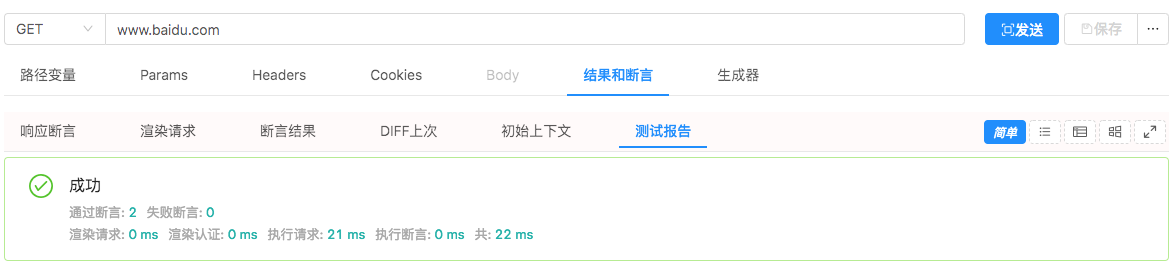 GET www.baidu.com 发送 保存 ...
路径变量 Params Headers Cookies Body 结果和断言 生成器
响应断言 渲染请求 断言结果 DIFF上次 初始上下文 测试报告 简单
成功
通过断言: 2 失败断言: 0
渲染请求: 0 ms 渲染认证: 0 ms 执行请求: 21 ms 执行断言: 0 ms 共: 22 ms